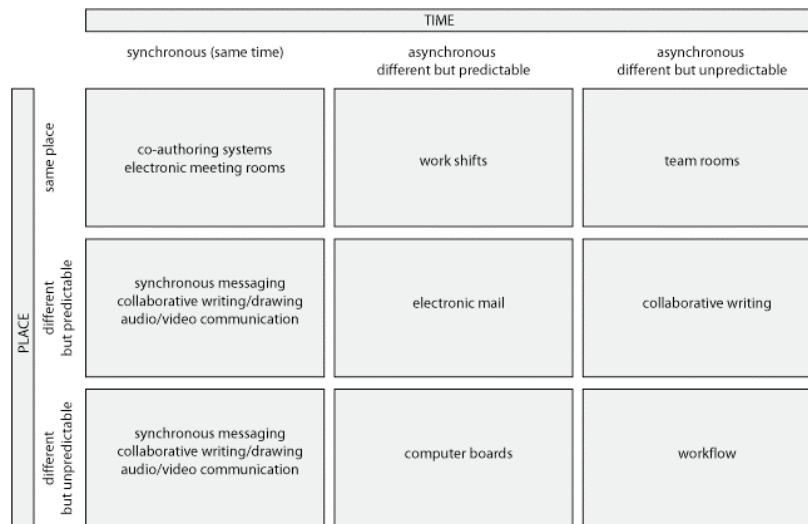 TIME
synchronous (same time)
asynchronous
different but predictable
asynchronous
different but unpredictable
PLACE
same place
co-authoring systems
electronic meeting rooms
work shifts
team rooms
different
but predictable
synchronous messaging
collaborative writing/drawing
audio/video communication
electronic mail
collaborative writing
different
but unpredictable
synchronous messaging
collaborative writing/drawing
audio/video communication
computer boards
workflow